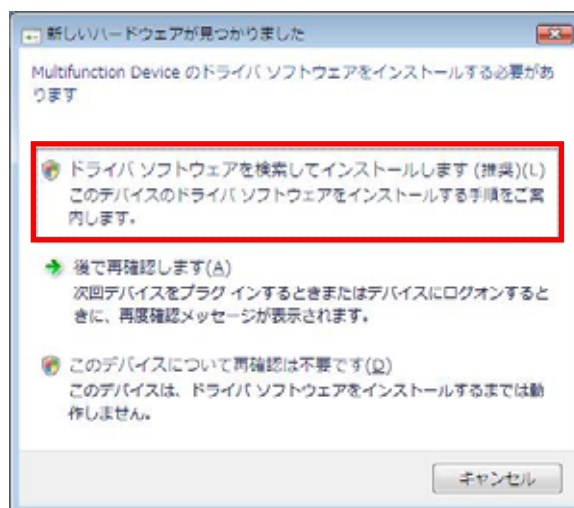 新しいハードウェアが見つかりました
Multifunction Device のドライバ ソフトウェアをインストールする必要があ
ります
ドライバ ソフトウェアを検索してインストールします (推奨)(L)
このデバイスのドライバ ソフトウェアをインストールする手順をご案
内します。
後で再確認します(A)
次回デバイスをプラグ インするときまたはデバイスにログオンすると
きに、再度確認メッセージが表示されます。
このデバイスについて再確認は不要です(D)
このデバイスは、ドライバ ソフトウェアをインストールするまでは動
作しません。
キャンセル